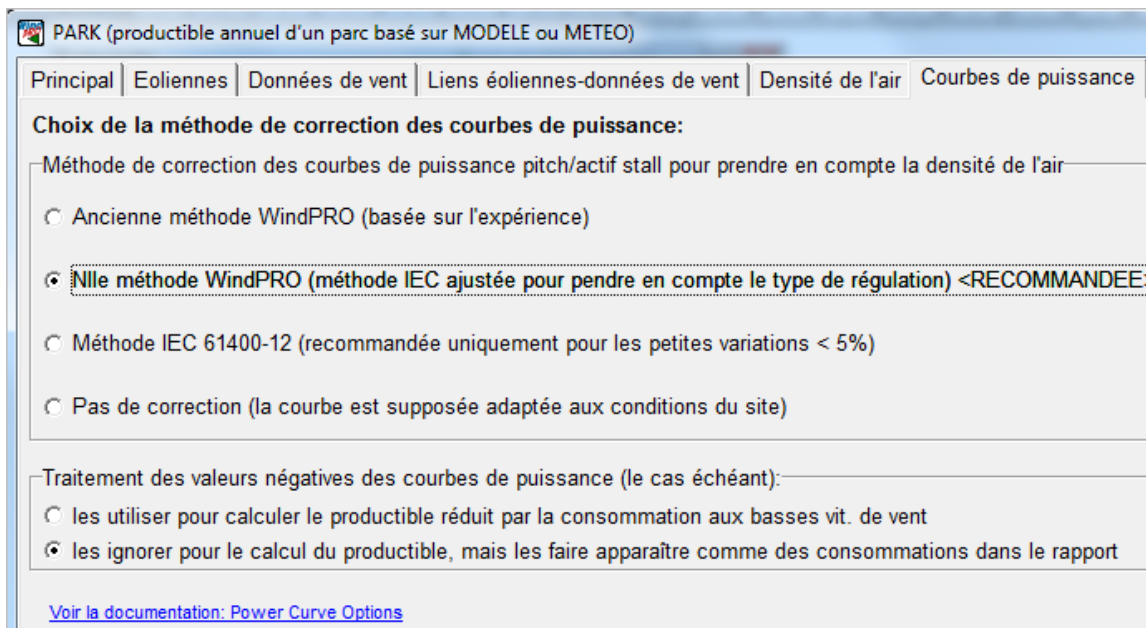 PARK (productible annuel d'un parc basé sur MODELE ou METEO)
Principal Eoliennes Données de vent Liens éoliennes-données de vent Densité de l'air Courbes de puissance
Choix de la méthode de correction des courbes de puissance:
Méthode de correction des courbes de puissance pitch/actif stall pour prendre en compte la densité de l'air
Ancienne méthode WindPRO (basée sur l'expérience)
Nlle méthode WindPRO (méthode IEC ajustée pour pendre en compte le type de régulation) <RECOMMANDEE>
Méthode IEC 61400-12 (recommandée uniquement pour les petites variations < 5%)
Pas de correction (la courbe est supposée adaptée aux conditions du site)
Traitement des valeurs négatives des courbes de puissance (le cas échéant):
les utiliser pour calculer le productible réduit par la consommation aux basses vit. de vent
les ignorer pour le calcul du productible, mais les faire apparaître comme des consommations dans le rapport
Voir la documentation: Power Curve Options